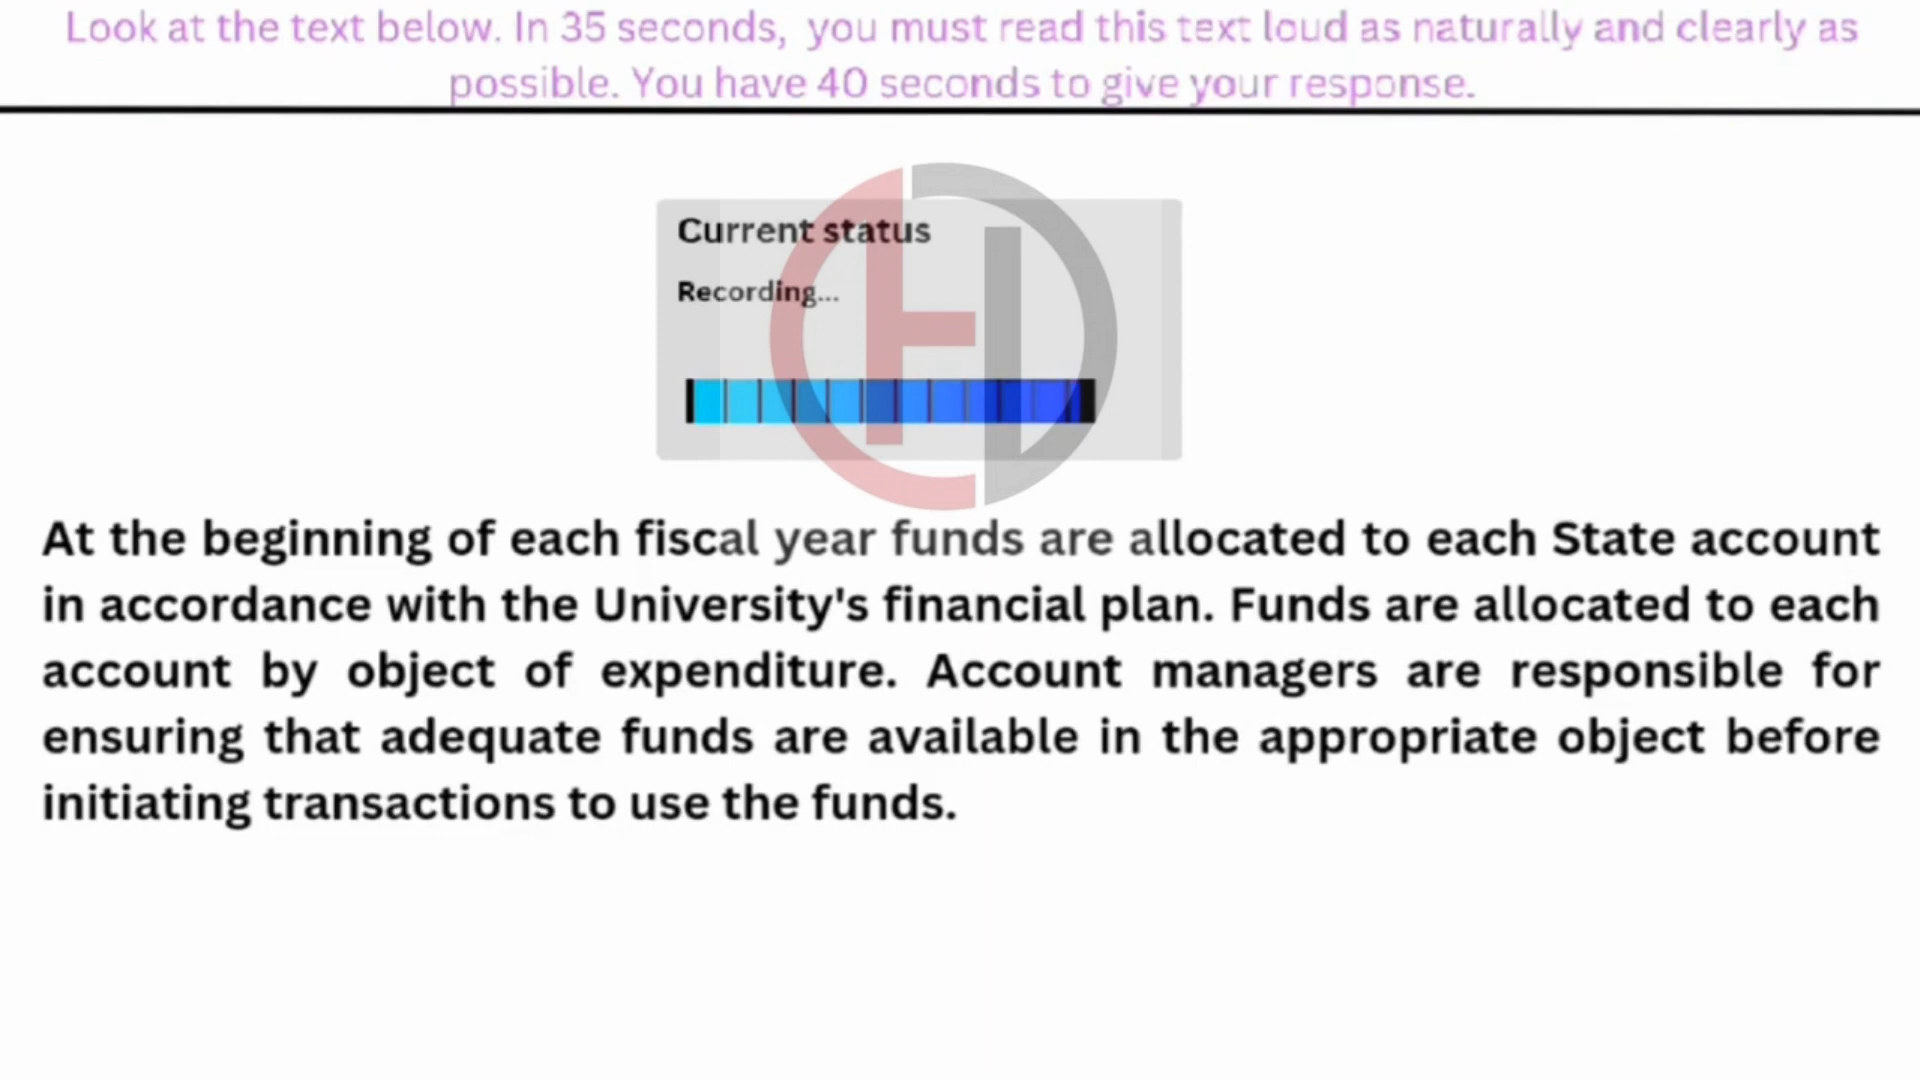 Look at the text below. In 35 seconds, you must read this text loud as naturally and clearly as
possible. You have 40 seconds to give your response.
Current status
Recording...
At the beginning of each fiscal year funds are allocated to each State account
in accordance with the University's financial plan. Funds are allocated to each
account by object of expenditure. Account managers are responsible for
ensuring that adequate funds are available in the appropriate object before
initiating transactions to use the funds.